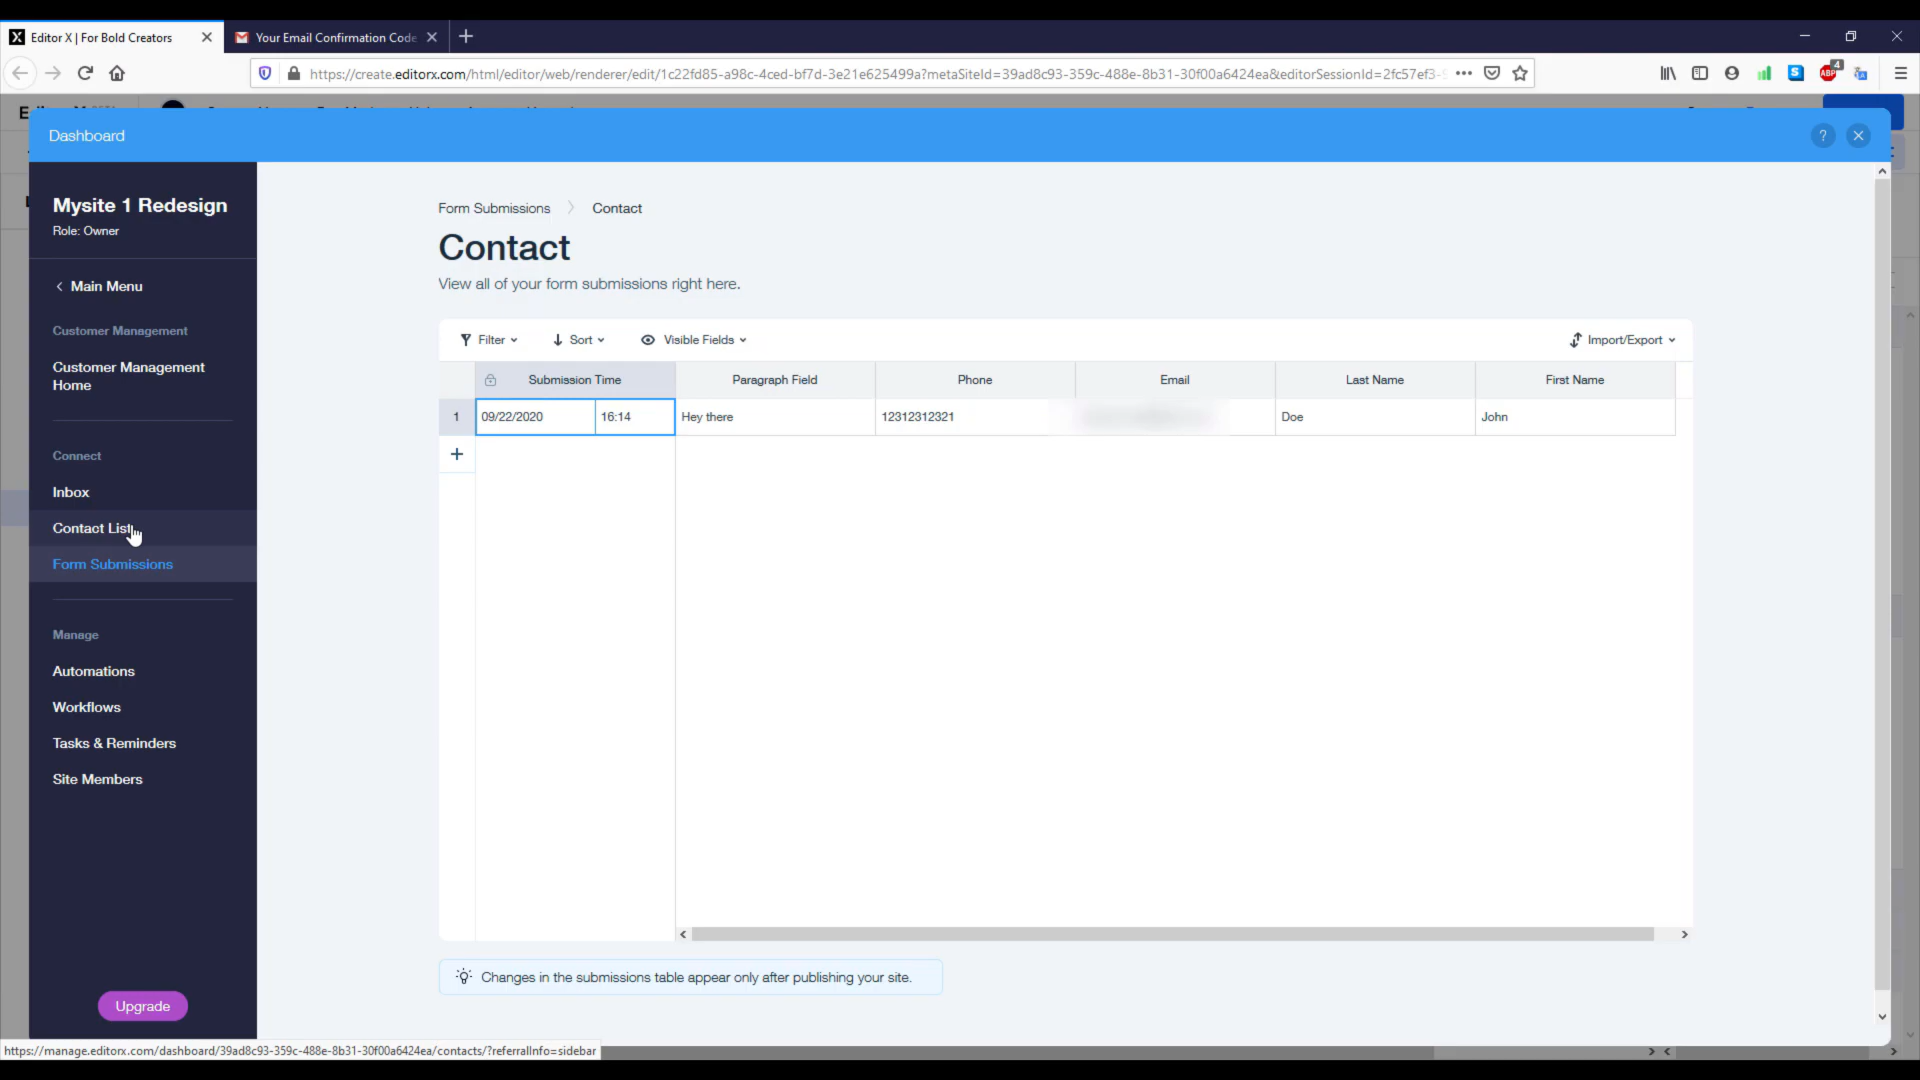 Editor X | For Bold Creators
Your Email Confirmation Code
https://create.editorx.com/html/editor/web/renderer/edit/1c22fd85-a98c-4ced-bf7d-3e21e625499a?metaSiteId=39ad8c93-359c-488e-8b31-30f00a6424ea&editorSessionId=2fc57ef3-
ABP
4
Dashboard
?
Mysite 1 Redesign
Role: Owner
Main Menu
Customer Management
Customer Management
Home
Connect
Inbox
Contact List
Form Submissions
Manage
Automations
Workflows
Tasks & Reminders
Site Members
Upgrade
Form Submissions > Contact
Contact
View all of your form submissions right here.
Filter Sort Visible Fields Import/Export
Submission Time Paragraph Field Phone Email Last Name First Name
1 09/22/2020 16:14 Hey there 12312312321 Doe John
Changes in the submissions table appear only after publishing your site.
https://manage.editorx.com/dashboard/39ad8c93-359c-488e-8b31-30f00a6424ea/contacts/?referralInfo=sidebar